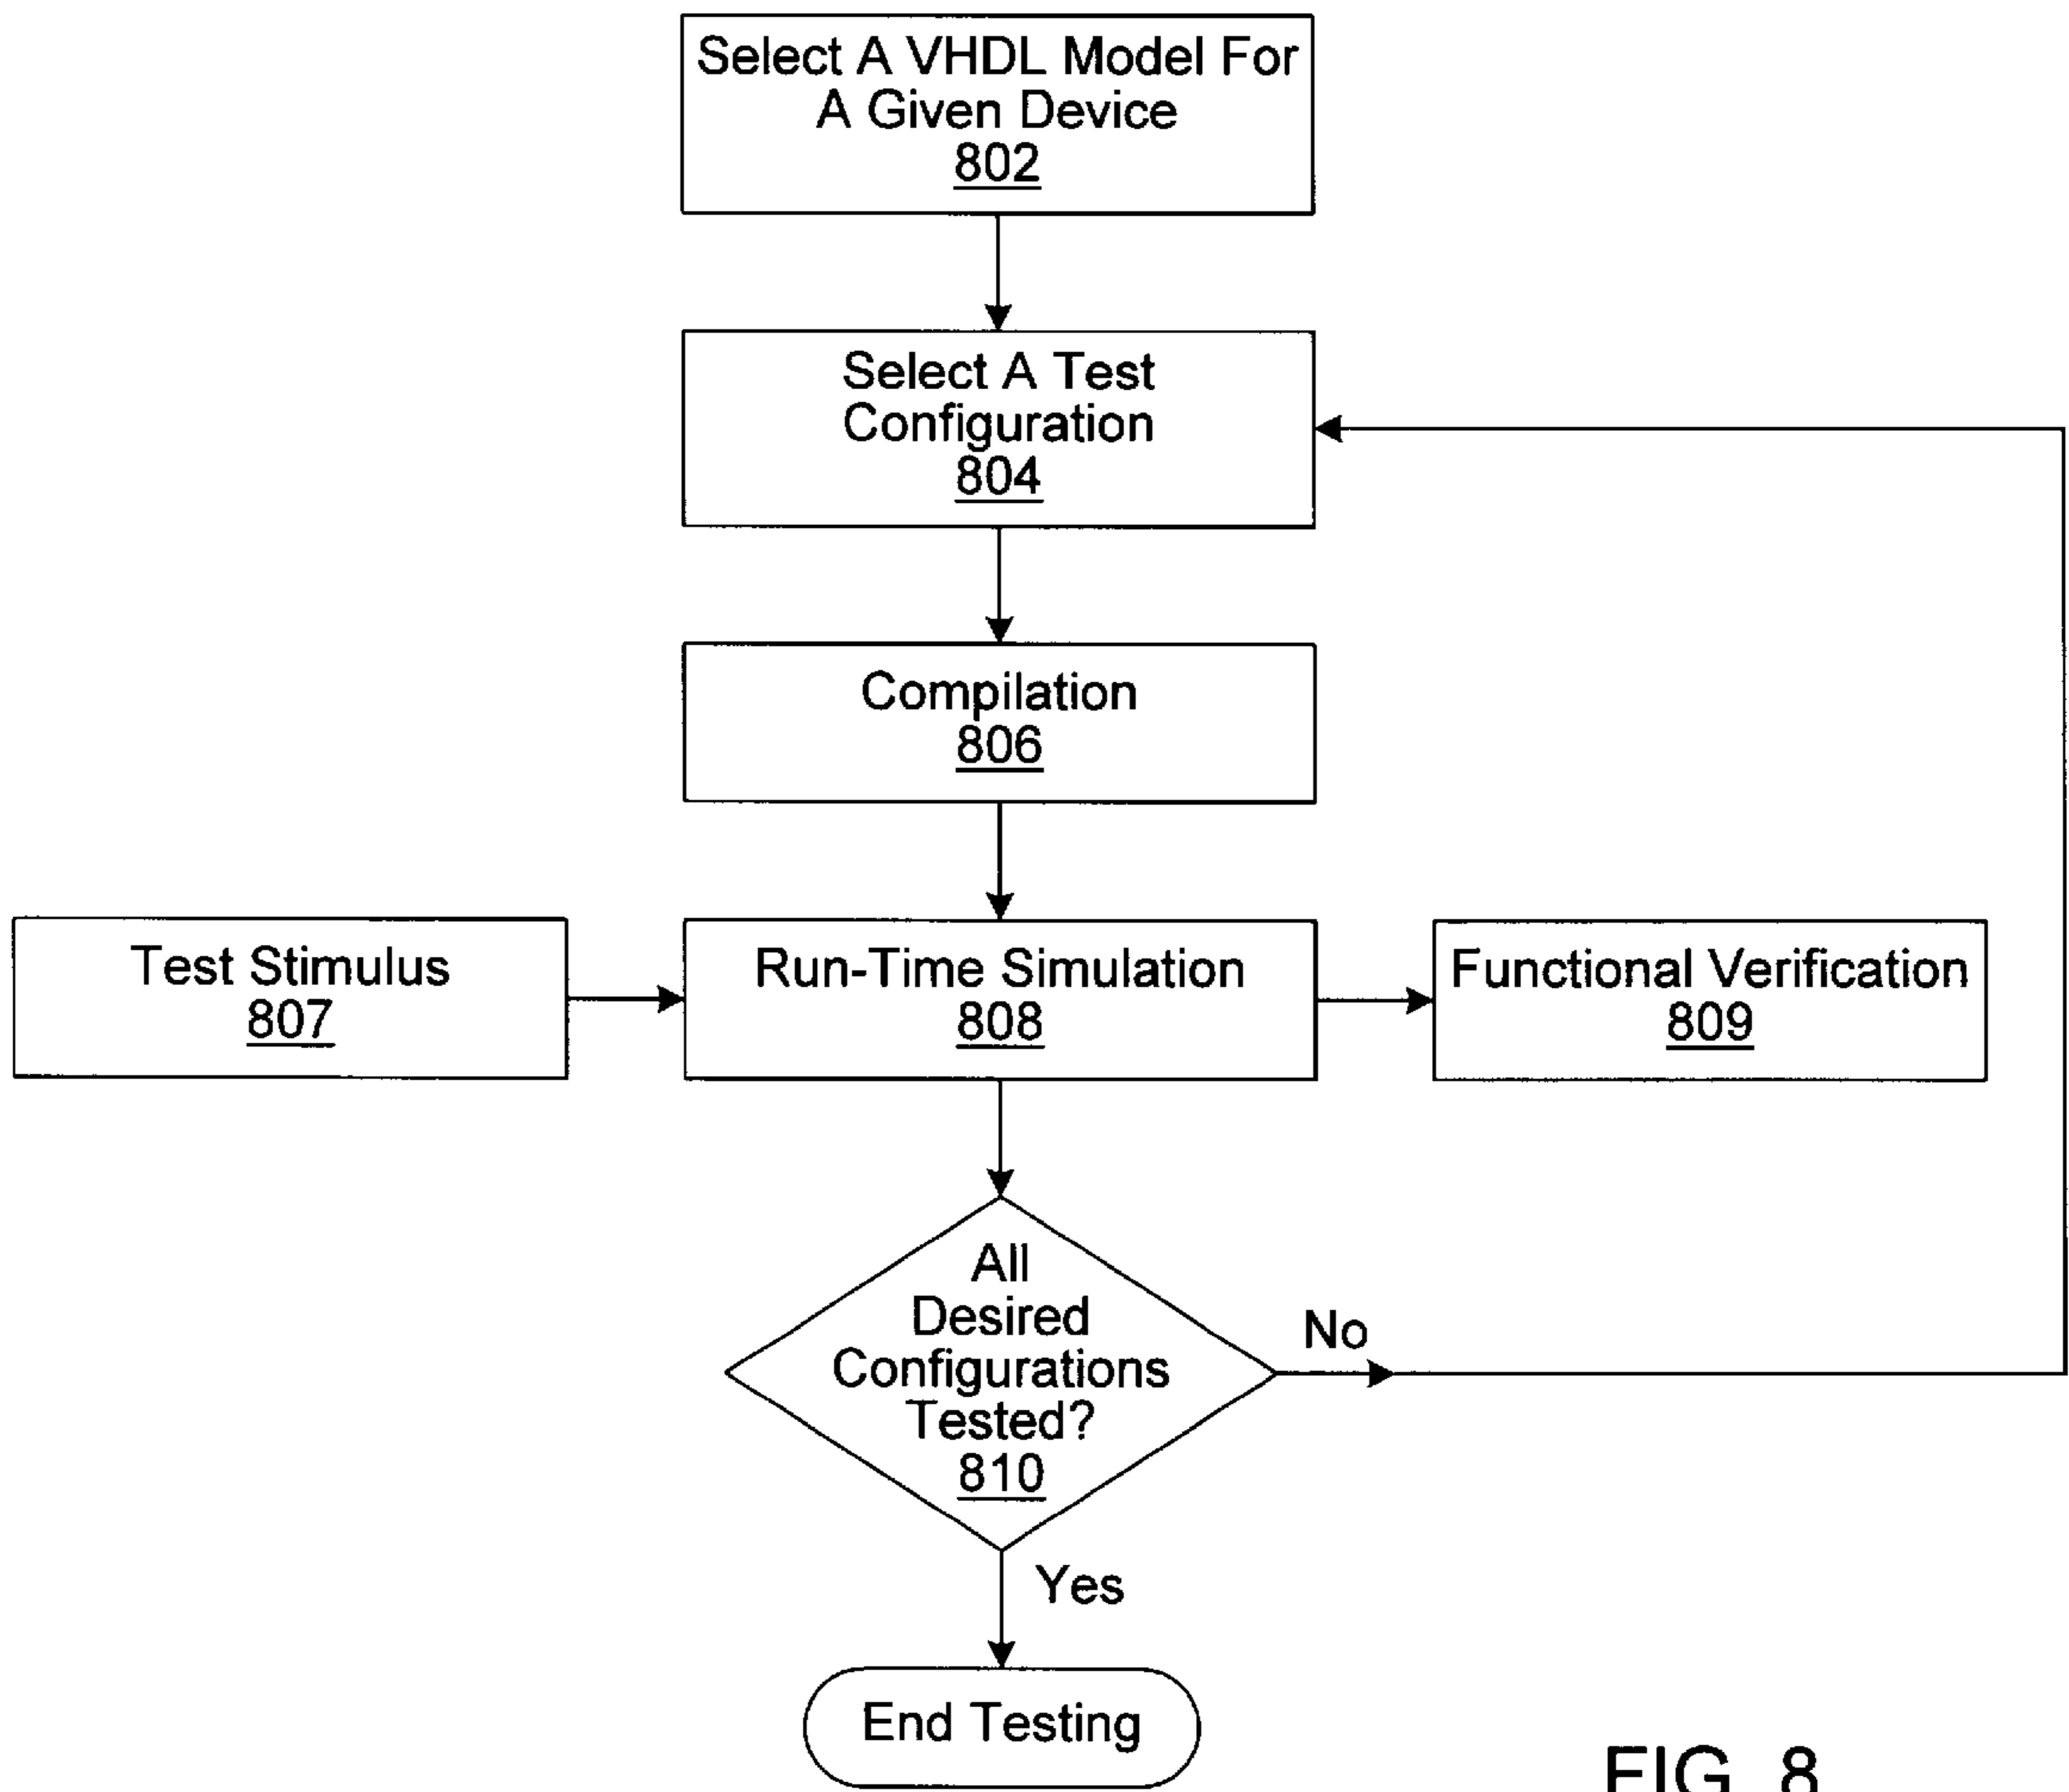 Select A VHDL Model For
A Given Device
802
Select A Test
Configuration
804
Compilation
806
Test Stimulus
807
Run-Time Simulation
808
Functional Verification
809
All
Desired
Configurations
Tested?
810
No
Yes
End Testing
FIG. 8